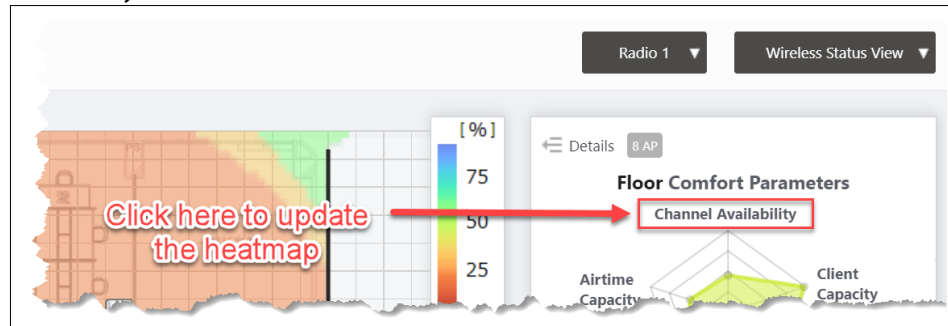 Radio 1 ▼
Wireless Status View ▼
[%]
75
50
25
Click here to update
the heatmap
Details 8 AP
Floor Comfort Parameters
Channel Availability
Airtime
Capacity
Client
Capacity